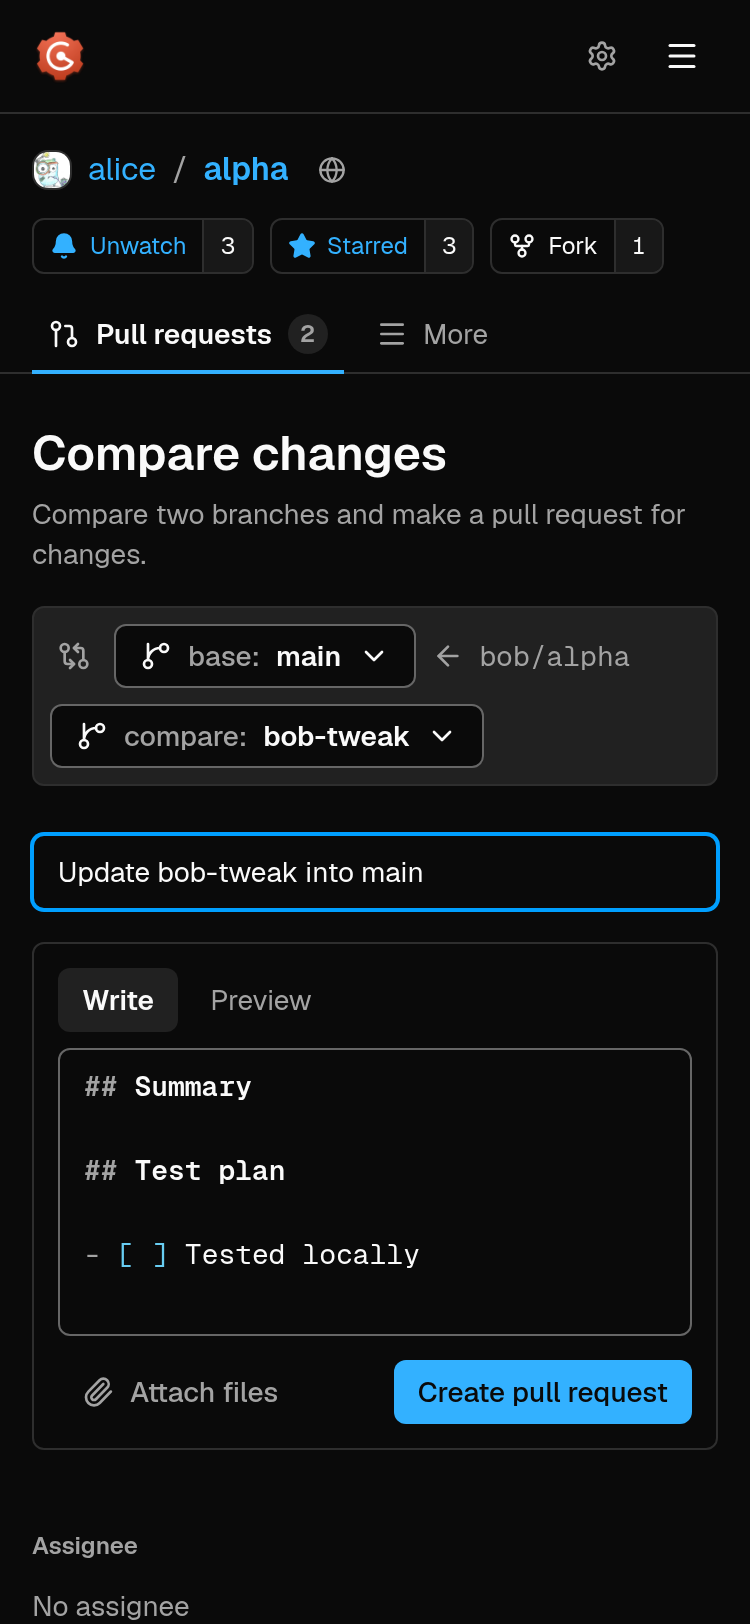 alice / alpha
Unwatch 3 Starred 3 Fork 1
Pull requests 2 More
Compare changes
Compare two branches and make a pull request for
changes.
base: main bob/alpha
compare: bob-tweak
Update bob-tweak into main
Write Preview
## Summary
## Test plan
- [ ] Tested locally
Attach files Create pull request
Assignee
No assignee